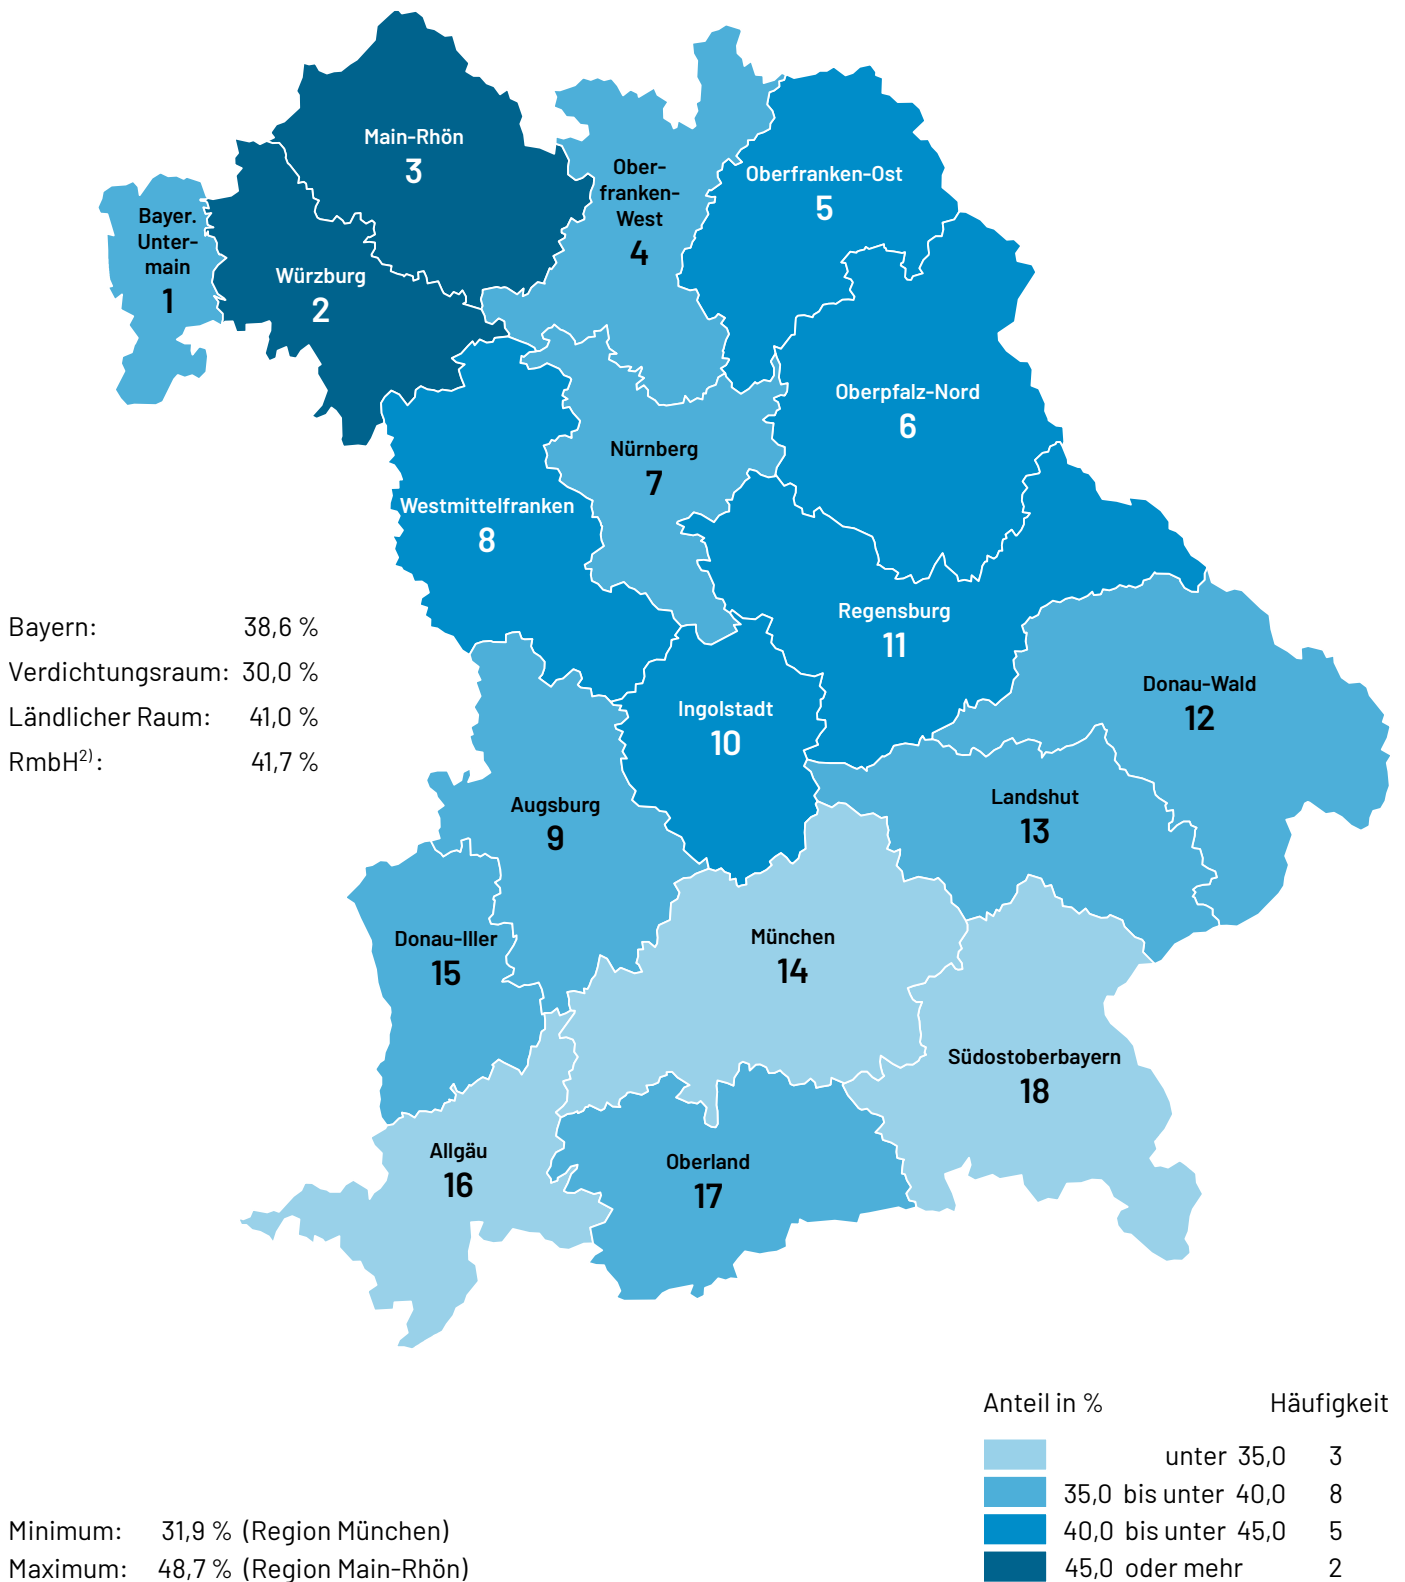 Main-Rhön
3
Ober-
franken-
West
4
Oberfranken-Ost
5
Bayer.
Unter-
main
1
Würzburg
2
Oberpfalz-Nord
6
Nürnberg
7
Westmittelfranken
8
Regensburg
11
Bayern: 38,6 %
Verdichtungsraum: 30,0 %
Ländlicher Raum: 41,0 %
RmbH2): 41,7 %
Donau-Wald
12
Ingolstadt
10
Augsburg
9
Landshut
13
Donau-Iller
15
München
14
Südostoberbayern
18
Allgäu
16
Oberland
17
Anteil in % Häufigkeit
unter 35,0 3
35,0 bis unter 40,0 8
40,0 bis unter 45,0 5
45,0 oder mehr 2
Minimum: 31,9 % (Region München)
Maximum: 48,7 % (Region Main-Rhön)